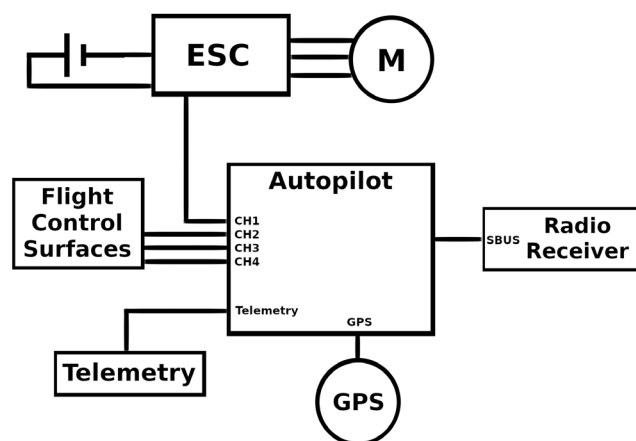 ESC
M
Autopilot
Flight
Control
Surfaces
CH1
CH2
CH3
CH4
SBUS
Radio
Receiver
Telemetry
GPS
Telemetry
GPS